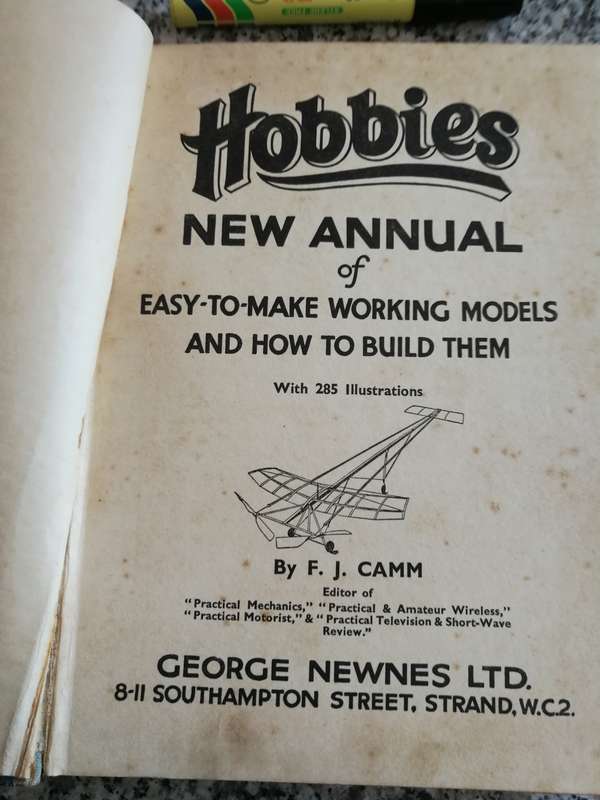 Hobbies
NEW ANNUAL
of
EASY-TO-MAKE WORKING MODELS
AND HOW TO BUILD THEM
With 285 Illustrations
By F. J. CAMM
Editor of
"Practical Mechanics," "Practical & Amateur Wireless,"
"Practical Motorist," & "Practical Television & Short-Wave
Review."
GEORGE NEWNES LTD.
8-11 SOUTHAMPTON STREET, STRAND, W.C.2.